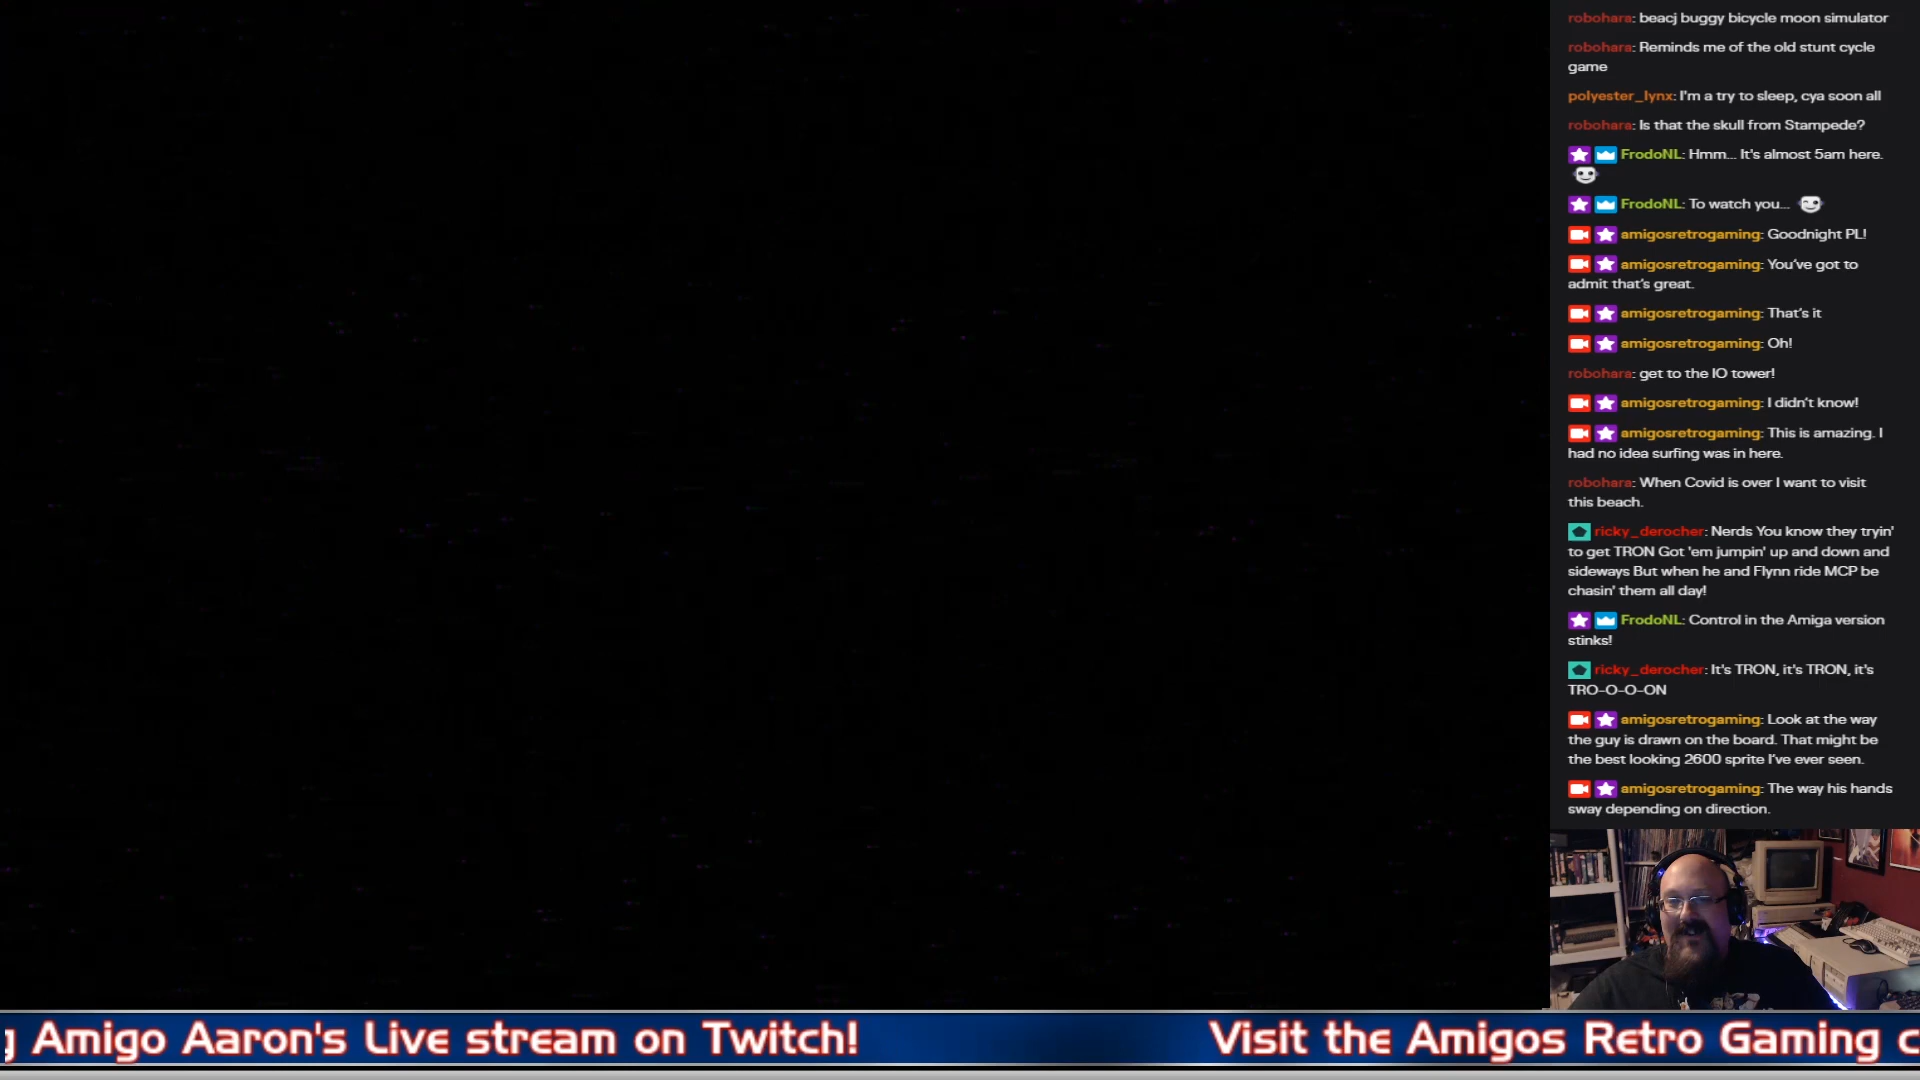 robohara: beacj buggy bicycle moon simulator
robohara: Reminds me of the old stunt cycle
game
polyester_lynx: I'm a try to sleep, cya soon all
robohara: Is that the skull from Stampede?
FrodoNL: Hmm... It's almost 5am here.
FrodoNL: To watch you...
amigosretrogaming: Goodnight PL!
amigosretrogaming: You've got to
admit that's great.
amigosretrogaming: That's it
amigosretrogaming: Oh!
robohara: get to the IO tower!
amigosretrogaming: I didn't know!
amigosretrogaming: This is amazing. I
had no idea surfing was in here.
robohara: When Covid is over I want to visit
this beach.
ricky_derocher: Nerds You know they tryin'
to get TRON Got 'em jumpin' up and down and
sideways But when he and Flynn ride MCP be
chasin' them all day!
FrodoNL: Control in the Amiga version
stinks!
ricky_derocher: It's TRON, it's TRON, it's
TRO-O-O-ON
amigosretrogaming: Look at the way
the guy is drawn on the board. That might be
the best looking 2600 sprite I've ever seen.
amigosretrogaming: The way his hands
sway depending on direction.
g Amigo Aaron's Live stream on Twitch! Visit the Amigos Retro Gaming c